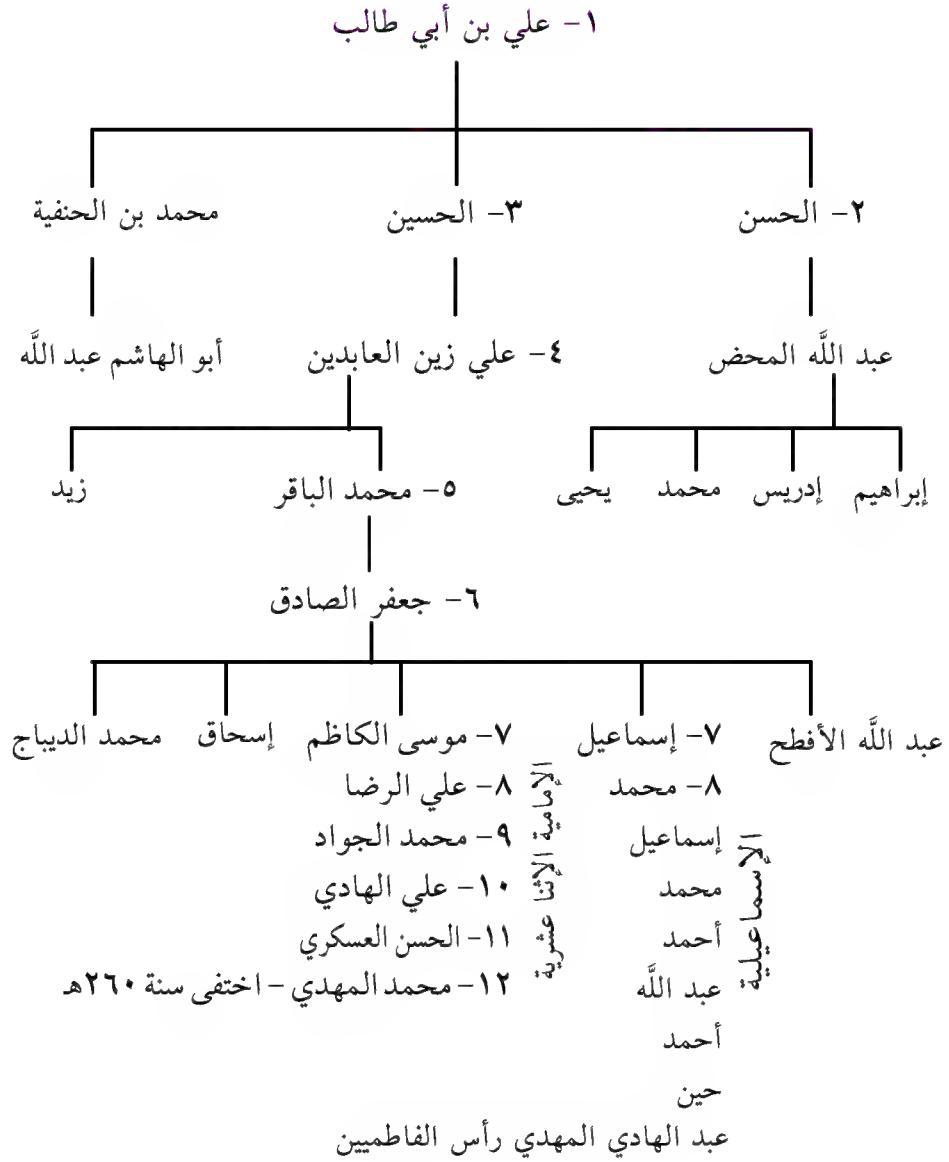 ١- علي بن أبي طالب
٢- الحسن
٣- الحسين
محمد بن الحنفية
عبد اللَّه المحض
٤- علي زين العابدين
أبو الهاشم عبد اللَّه
إبراهيم
إدريس
محمد
يحيى
٥- محمد الباقر
زيد
٦- جعفر الصادق
عبد اللَّه الأفطح
٧- إسماعيل
٧- موسى الكاظم
إسحاق
محمد الديباج
٨- محمد
إسماعيل
محمد
أحمد
عبد اللَّه
أحمد
حين
عبد الهادي المهدي رأس الفاطميين
الإسماعيلية
٨- علي الرضا
٩- محمد الجواد
١٠- علي الهادي
١١- الحسن العسكري
١٢- محمد المهدي - اختفى سنة ٢٦٠هـ
الإمامية الإثنا عشرية